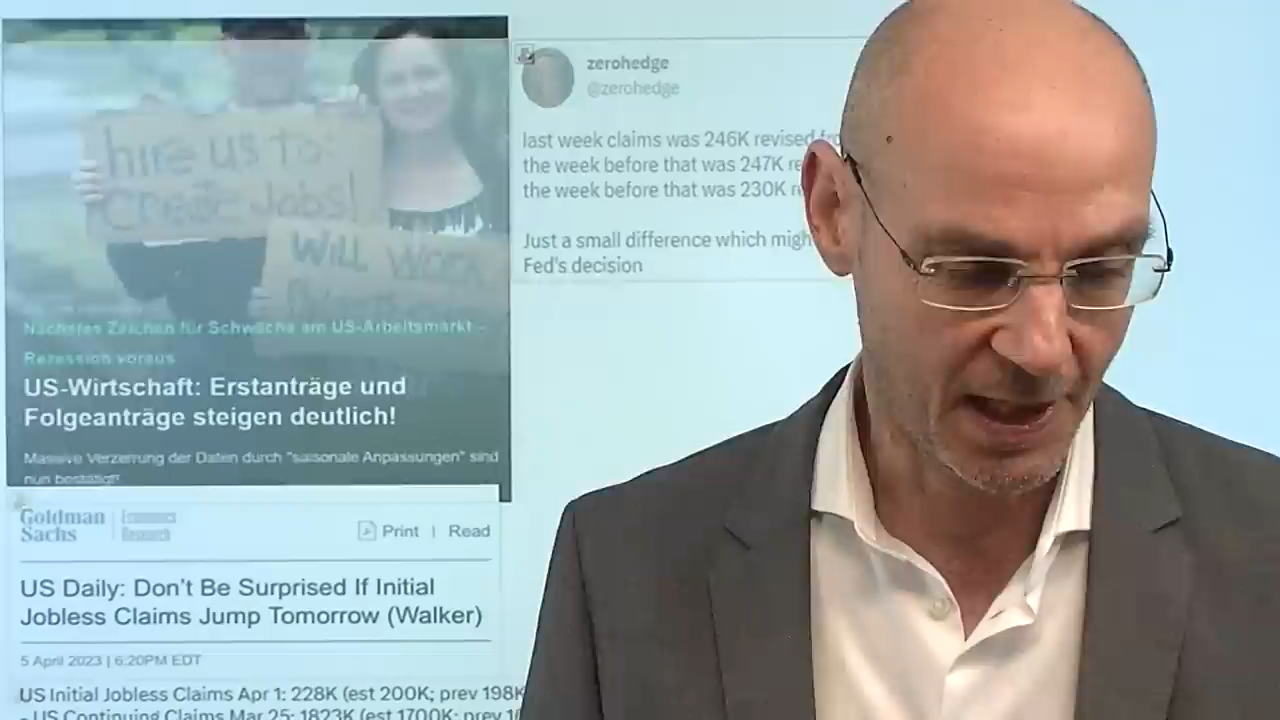 hire us to:
create jobs!
Will Work
Nächstes Zeichen für Schwäche am US-Arbeitsmarkt -
Rezession voraus
US-Wirtschaft: Erstanträge und
Folgeanträge steigen deutlich!
Massive Verzerrung der Daten durch "saisonale Anpassungen" sind
nun bestätigt!
Goldman
Sachs
Economics
Research
Print | Read
US Daily: Don't Be Surprised If Initial
Jobless Claims Jump Tomorrow (Walker)
5 April 2023 | 6:20PM EDT
US Initial Jobless Claims Apr 1: 228K (est 200K; prev 198K
- US Continuing Claims Mar 25: 1823K (est 1700K; prev
zerohedge
@zerohedge
last week claims was 246K revised
the week before that was 247K
the week before that was 230K
Just a small difference which
Fed's decision